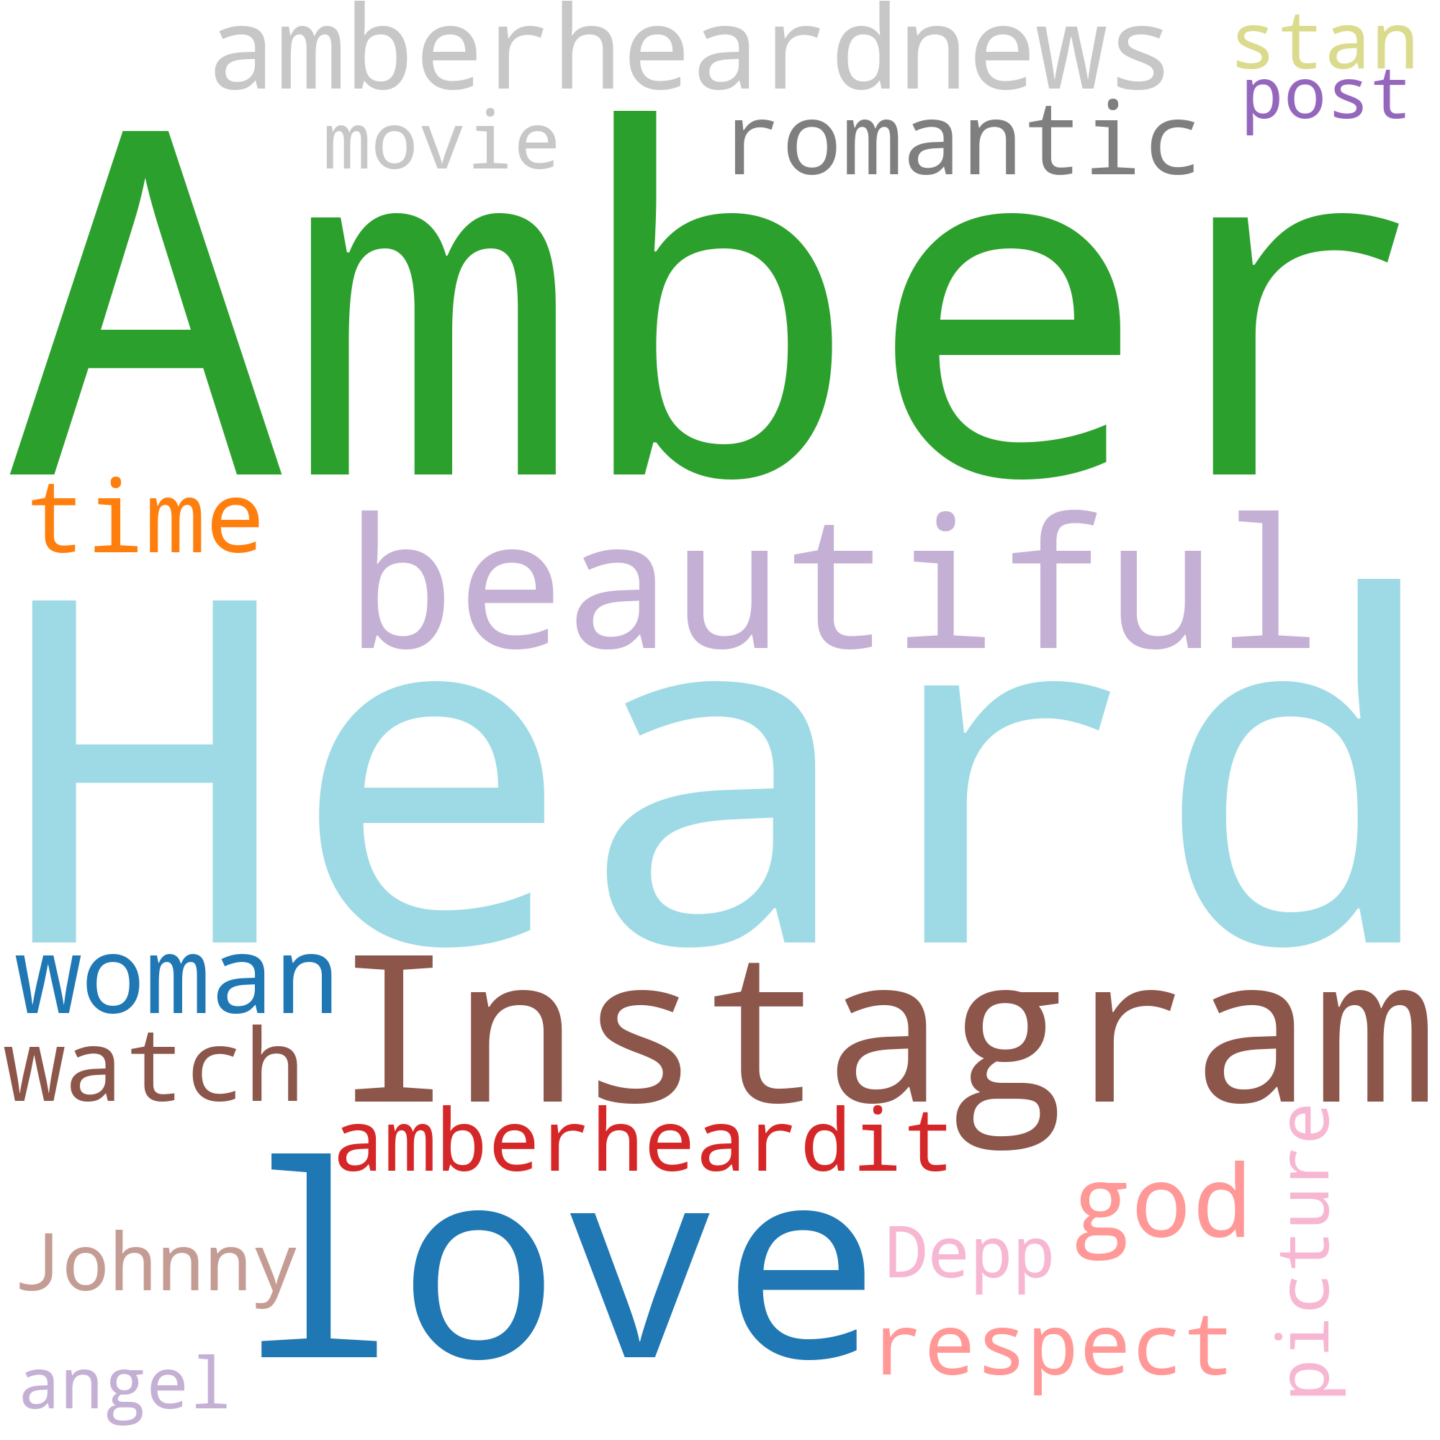 amberheardnews
stan
post
movie
romantic
Amber
time
beautiful
Heard
woman
Instagram
watch
amberheardit
love
god
picture
Johnny
Depp
respect
angel